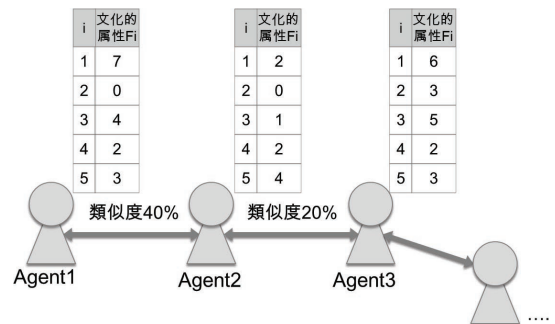 i 文化的属性Fi
1 7
2 0
3 4
4 2
5 3
i 文化的属性Fi
1 2
2 0
3 1
4 2
5 4
i 文化的属性Fi
1 6
2 3
3 5
4 2
5 3
類似度40%
類似度20%
Agent1
Agent2
Agent3
....